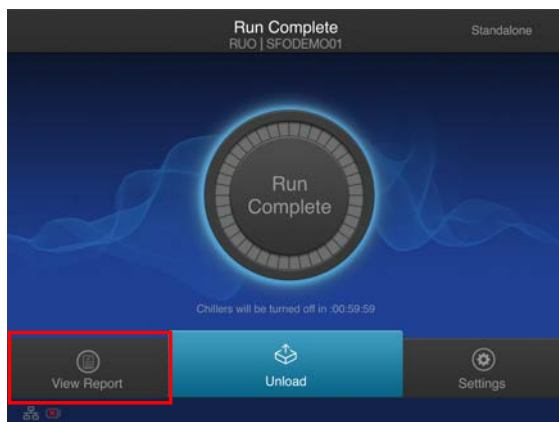 Run Complete
RUO | SFODEMO01
Standalone
Run
Complete
Chillers will be turned off in :00:59:59
View Report
Unload
Settings